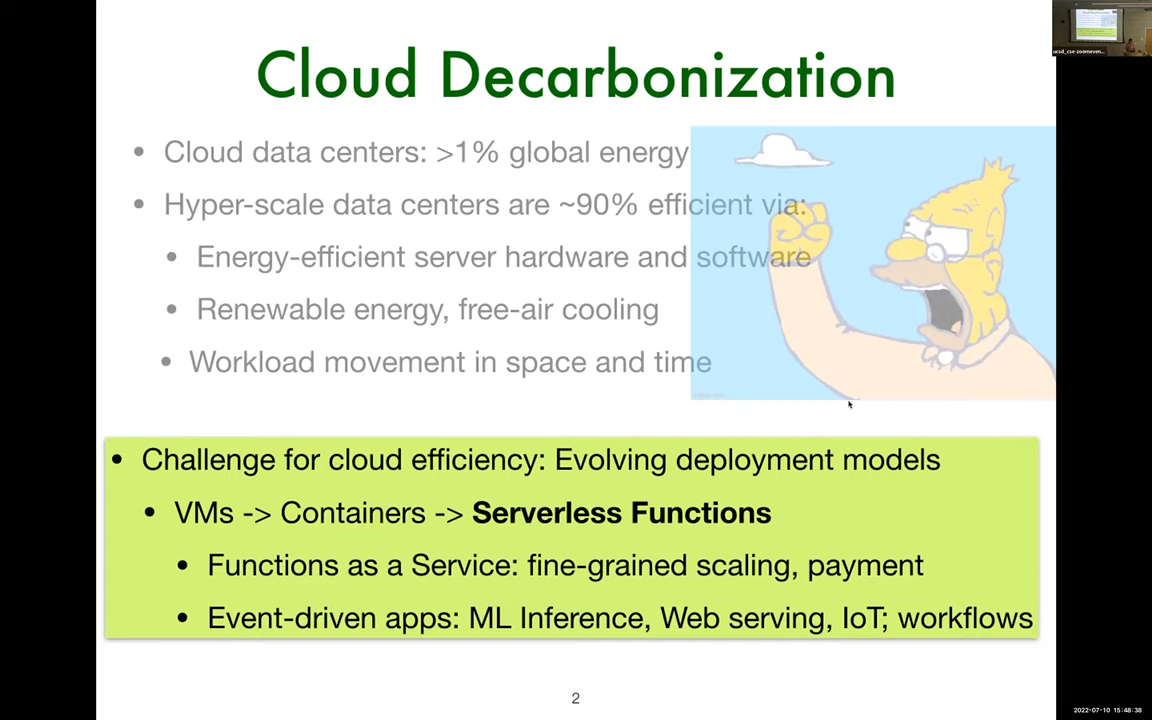 ucsd_cse-zoomeven...
Cloud Decarbonization
• Cloud data centers: >1% global energy
• Hyper-scale data centers are ~90% efficient via:
• Energy-efficient server hardware and software
• Renewable energy, free-air cooling
• Workload movement in space and time
• Challenge for cloud efficiency: Evolving deployment models
• VMs -> Containers -> Serverless Functions
• Functions as a Service: fine-grained scaling, payment
• Event-driven apps: ML Inference, Web serving, IoT; workflows
2
2022-07-10 15:48:38